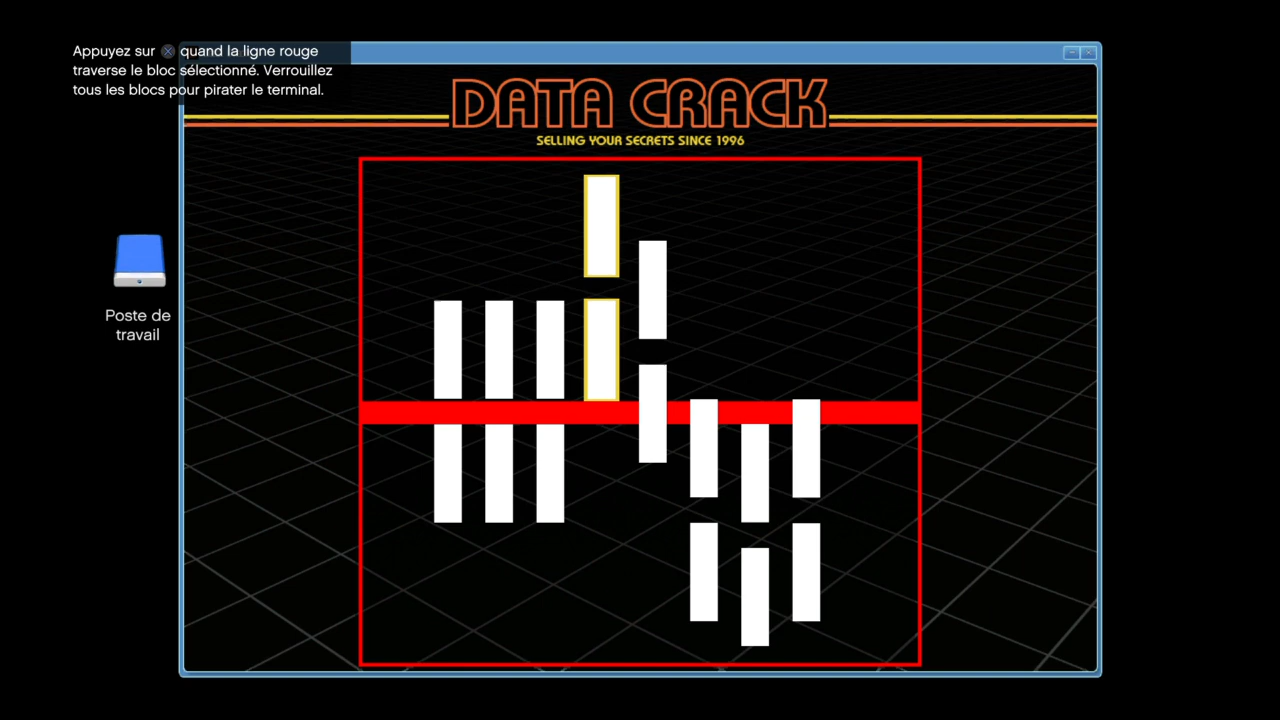 Appuyez sur quand la ligne rouge
traverse le bloc sélectionné. Verrouillez
tous les blocs pour pirater le terminal.
DATA CRACK
SELLING YOUR SECRETS SINCE 1996
Poste de
travail